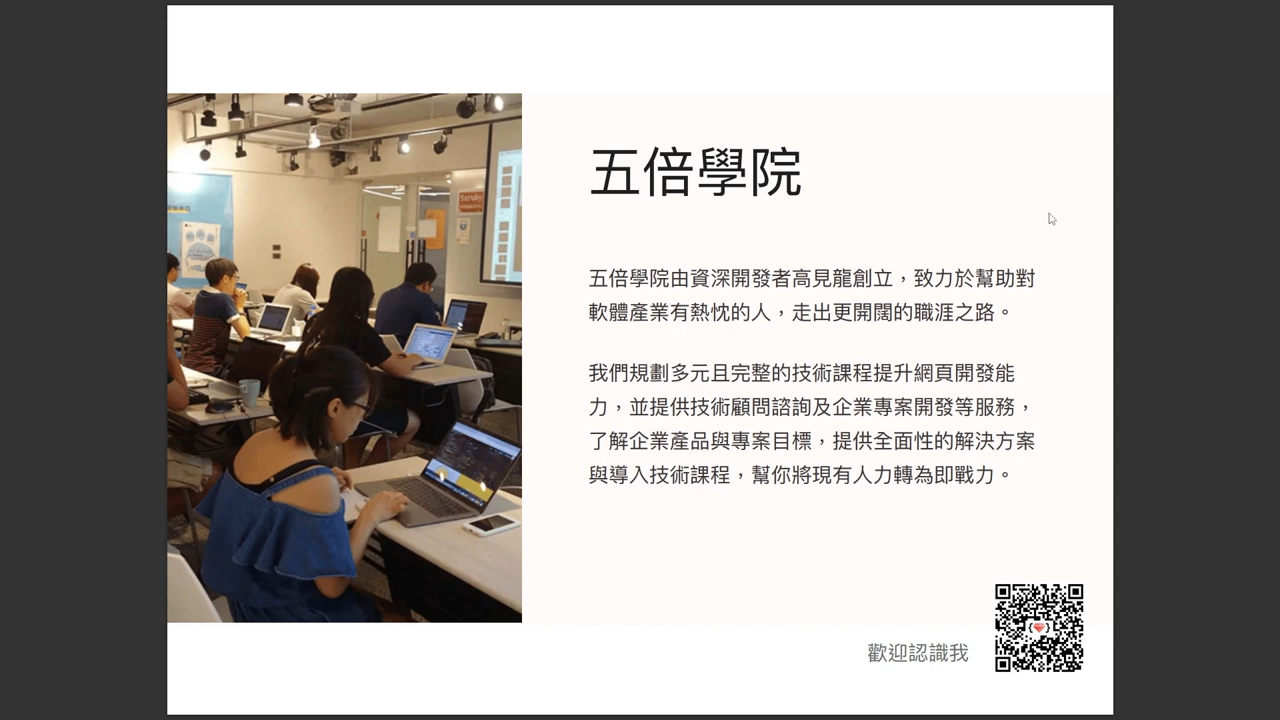 五倍學院
五倍學院由資深開發者高見龍創立，致力於幫助對
軟體產業有熱忱的人，走出更開闊的職涯之路。
我們規劃多元且完整的技術課程提升網頁開發能
力，並提供技術顧問諮詢及企業專案開發等服務，
了解企業產品與專案目標，提供全面性的解決方案
與導入技術課程，幫你將現有人力轉為即戰力。
歡迎認識我
5xruby